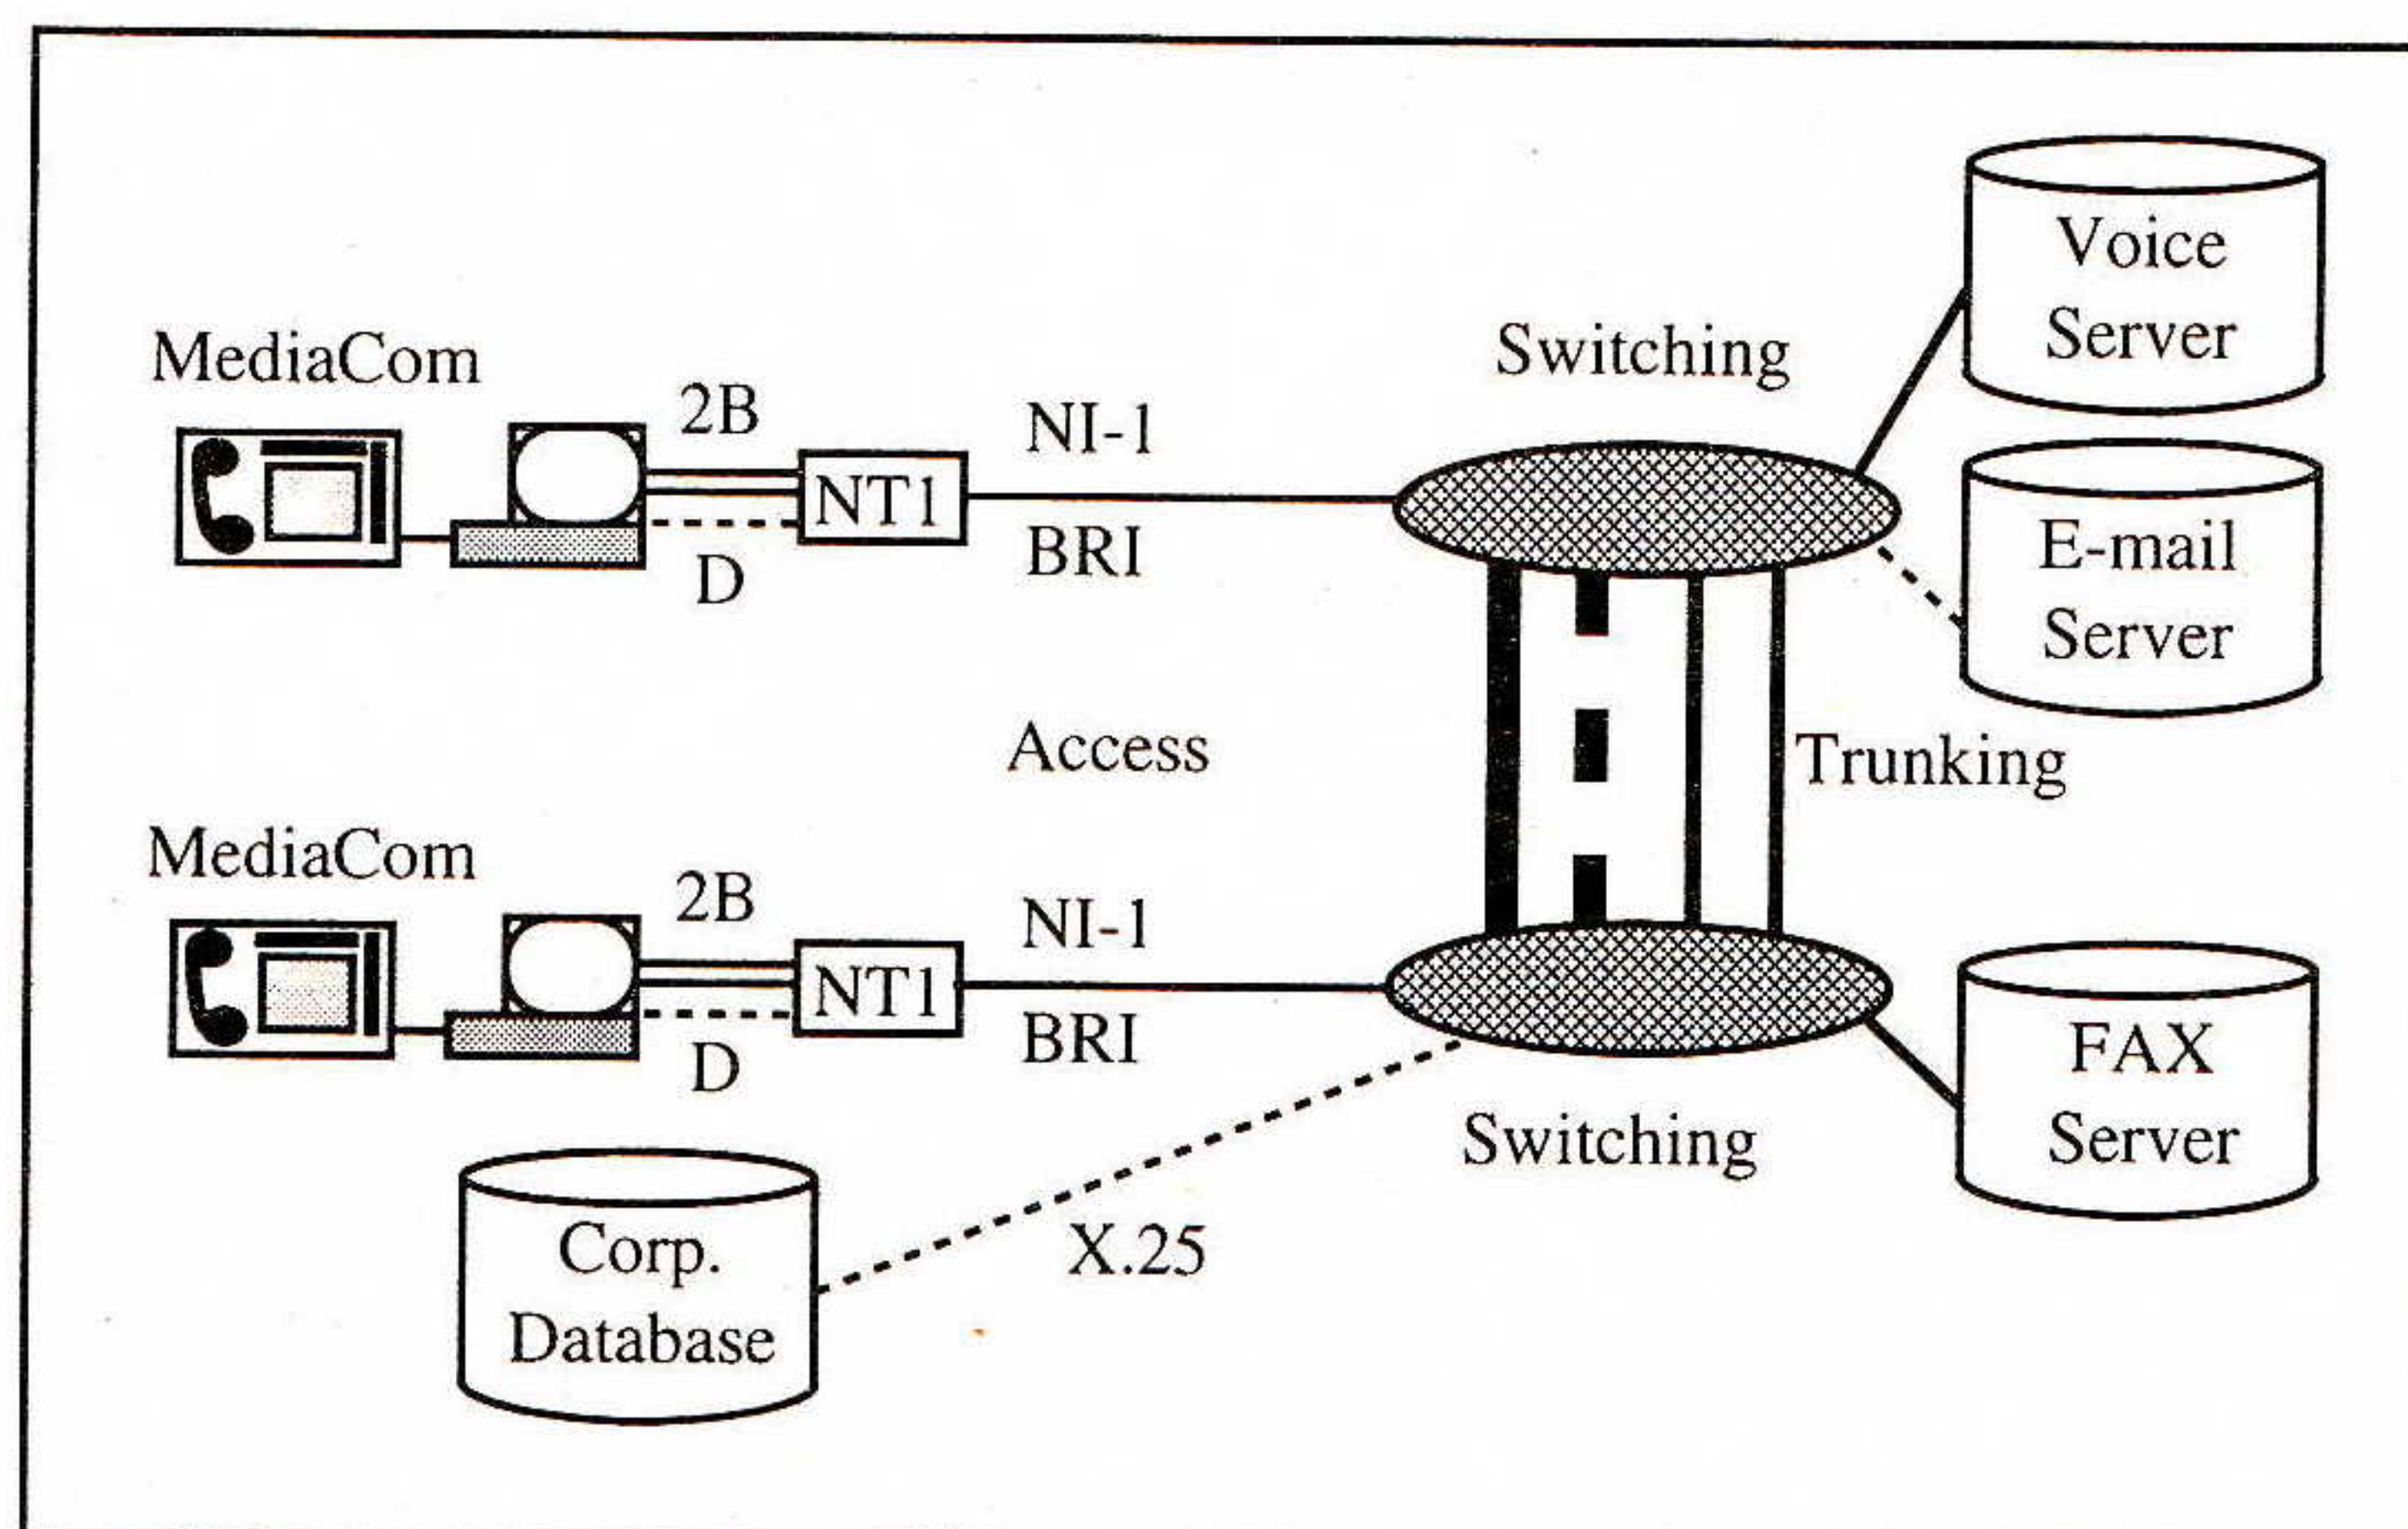 Voice
Server
Switching
MediaCom
2B
NI-1
NT1
E-mail
Server
BRI
D
Access
Trunking
MediaCom
2B
NI-1
NT1
FAX
Server
BRI
D
Switching
Corp.
Database
X.25